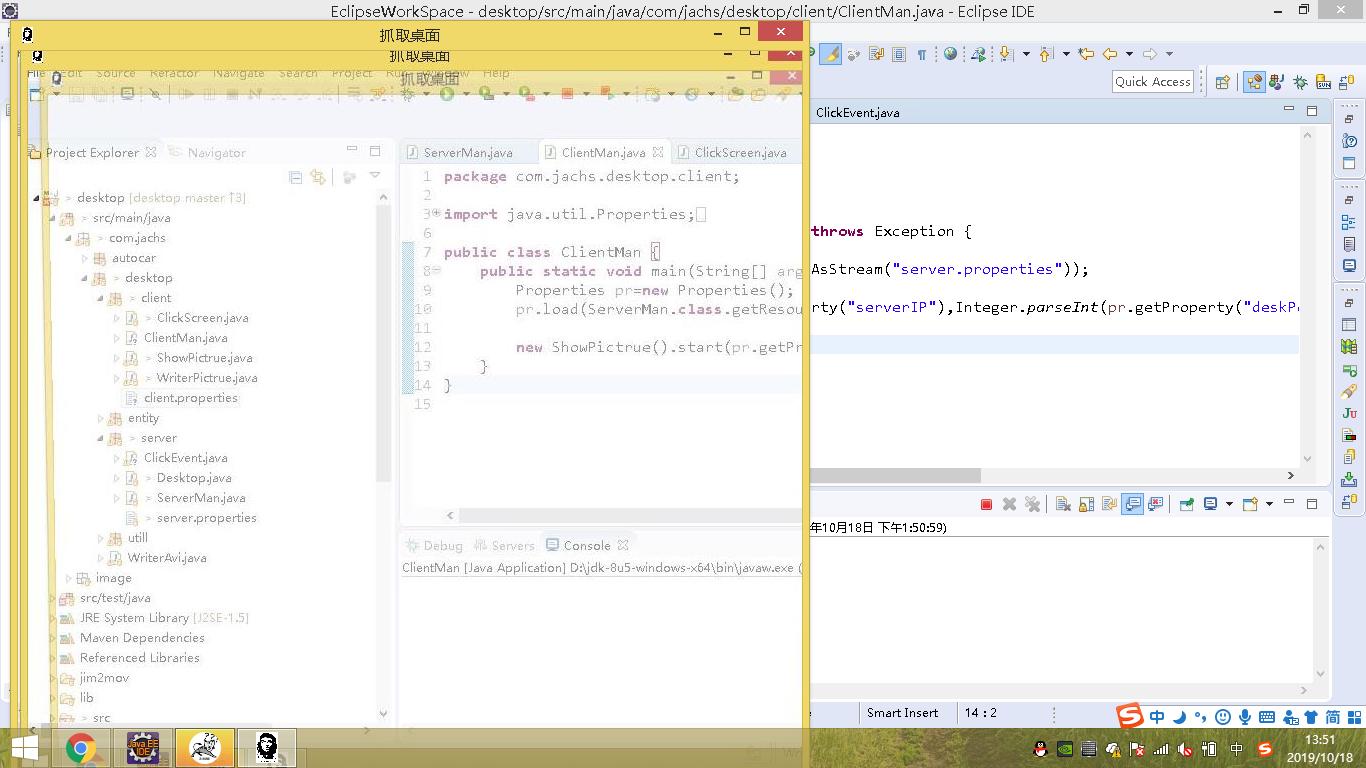 EclipseWorkSpace - desktop/src/main/java/com/jachs/desktop/client/ClientMan.java - Eclipse IDE
抓取桌面
抓取桌面
抓取桌面
File Edit Source Refactor Navigate Search Project Run Window Help
Quick Access
Project Explorer
Navigator
ServerMan.java
ClientMan.java
ClickScreen.java
ClickEvent.java
> desktop [desktop master ↑3]
> src/main/java
> com.jachs
autocar
> desktop
> client
> ClickScreen.java
ClientMan.java
> ShowPictrue.java
> WriterPictrue.java
client.properties
entity
> server
ClickEvent.java
> Desktop.java
> ServerMan.java
> server.properties
utill
WriterAvi.java
image
src/test/java
JRE System Library [J2SE-1.5]
Maven Dependencies
Referenced Libraries
jim2mov
lib
> src
1 package com.jachs.desktop.client;
2
3 import java.util.Properties;
6
7 public class ClientMan {
8 public static void main(String[] arg
throws Exception {
9 Properties pr=new Properties();
10 pr.load(ServerMan.class.getResou
AsStream("server.properties"));
11
12 new ShowPictrue().start(pr.getPr
rty("serverIP"),Integer.parseInt(pr.getProperty("deskP
13 }
14 }
15
Debug
Servers
Console
ClientMan [Java Application] D:\jdk-8u5-windows-x64\bin\javaw.exe (
年10月18日 下午1:50:59)
Smart Insert
14 : 2
中
简
Java EE
IDE
中
13:51
2019/10/18